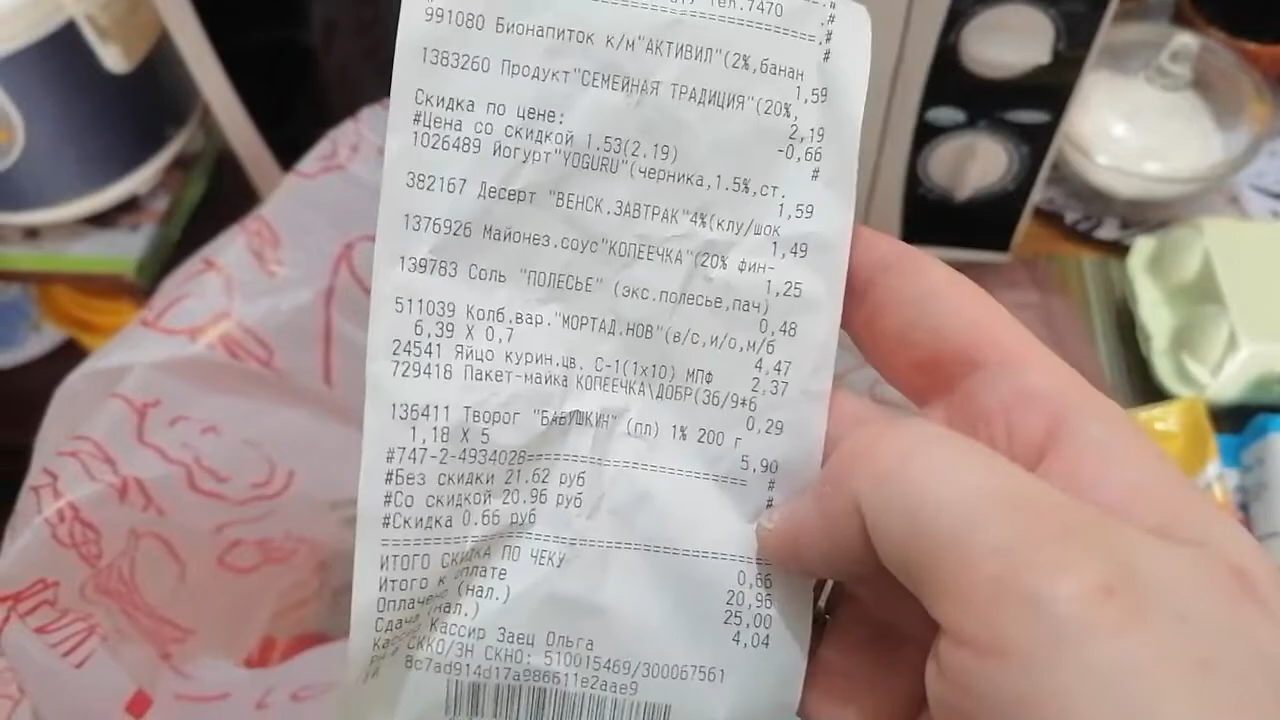 тел.7470
#
================================.#
#
991080 Бионапиток к/м"АКТИВИЛ"(2%,банан
1,59
1383260 Продукт"СЕМЕЙНАЯ ТРАДИЦИЯ"(20%,
2,19
Скидка по цене:
-0,66
#Цена со скидкой 1.53(2.19)
#
1026489 Йогурт"YOGURU"(черника,1.5%,ст.
1,59
382167 Десерт "ВЕНСК.ЗАВТРАК"4%(клу/шок
1,49
1376926 Майонез.соус"КОПЕЕЧКА"(20% фин-
1,25
139783 Соль "ПОЛЕСЬЕ" (экс.полесье,пач)
0,48
511039 Колб.вар."МОРТАД.НОВ"(в/с,и/о,м/б
6,39 X 0,7 4,47
24541 Яйцо курин.цв. С-1(1х10) МПФ 2,37
729418 Пакет-майка КОПЕЕЧКА\ДОБР(36/9*6
0,29
136411 Творог "БАБУШКИН" (пл) 1% 200 г
1,18 X 5 5,90
#747-2-4934028======================== #
#Без скидки 21.62 руб #
#Со скидкой 20.96 руб
#Скидка 0.66 руб
========================================
ИТОГО СКИДКА ПО ЧЕКУ 0,66
Итого к оплате 20,96
Оплачено (нал.) 25,00
Сдача (нал.) 4,04
Кассир Заец Ольга
СККО/ЗН СКНО: 510015469/300067561
8c7ad914d17a986611e2aae9